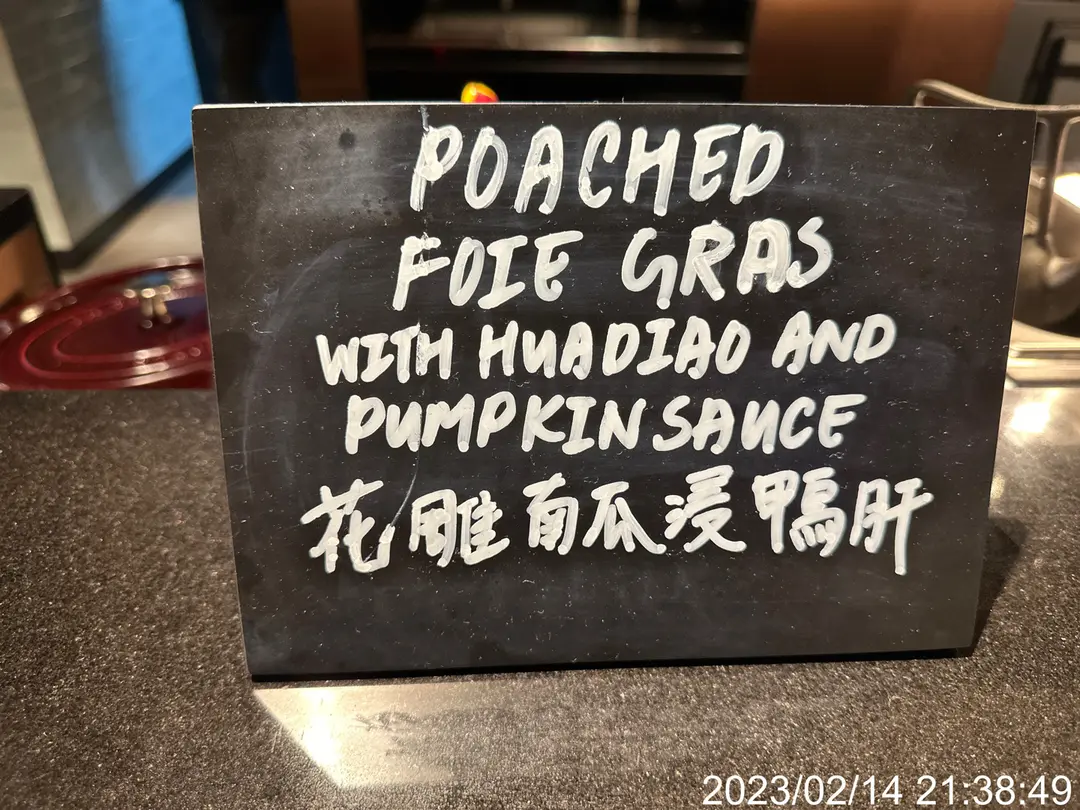 POACHED
FOIE GRAS
WITH HUADIAO AND
PUMPKIN SAUCE
花雕南瓜浸鴨肝
2023/02/14 21:38:49